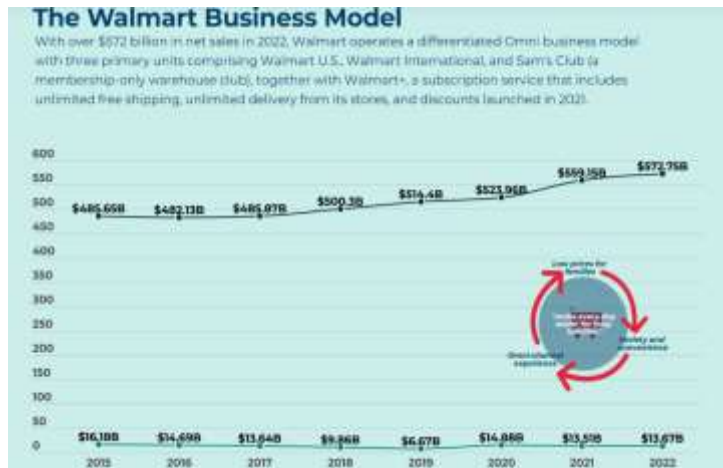 The Walmart Business Model
With over $572 billion in net sales in 2022, Walmart operates a differentiated Omni business model
with three primary units comprising Walmart U.S., Walmart International, and Sam's Club (a
membership-only warehouse club), together with Walmart+, a subscription service that includes
unlimited free shipping, unlimited delivery from its stores, and discounts launched in 2021.
600
550
500
450
400
350
300
250
200
150
100
50
0
$485.65B $482.13B $485.87B $500.3B $514.4B $523.96B $559.15B $572.75B
Low prices for
families
Variety and
convenience
Omni-channel
experience
$16.18B $14.69B $13.64B $9.86B $6.67B $14.88B $13.51B $13.67B
2015 2016 2017 2018 2019 2020 2021 2022